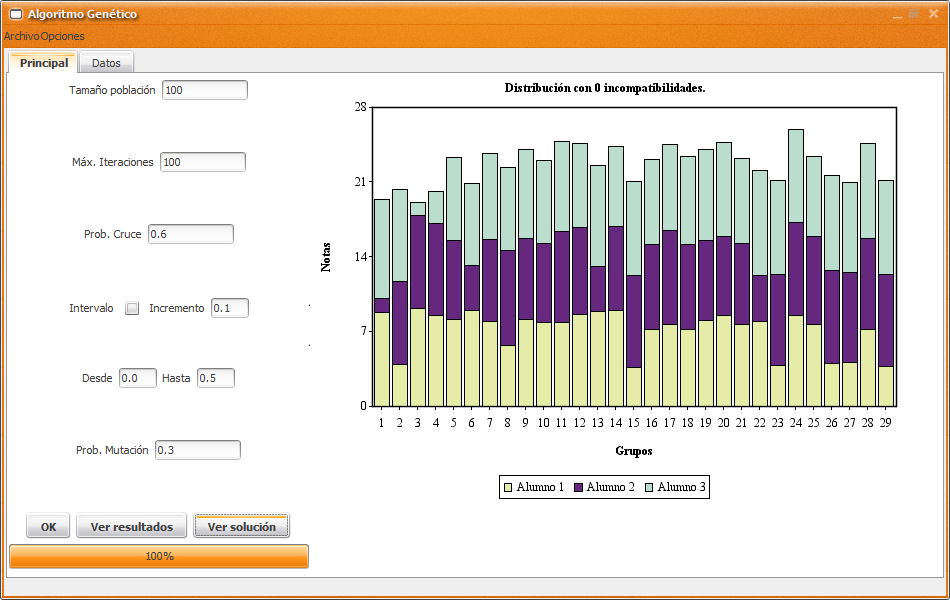 Algoritmo Genético
Archivo Opciones
Principal Datos
Tamaño población 100
Máx. Iteraciones 100
Prob. Cruce 0.6
Intervalo Incremento 0.1
Desde 0.0 Hasta 0.5
Prob. Mutación 0.3
OK Ver resultados Ver solución
100%
Distribución con 0 incompatibilidades.
Notas
28
21
14
7
0
1 2 3 4 5 6 7 8 9 10 11 12 13 14 15 16 17 18 19 20 21 22 23 24 25 26 27 28 29
Grupos
Alumno 1 Alumno 2 Alumno 3